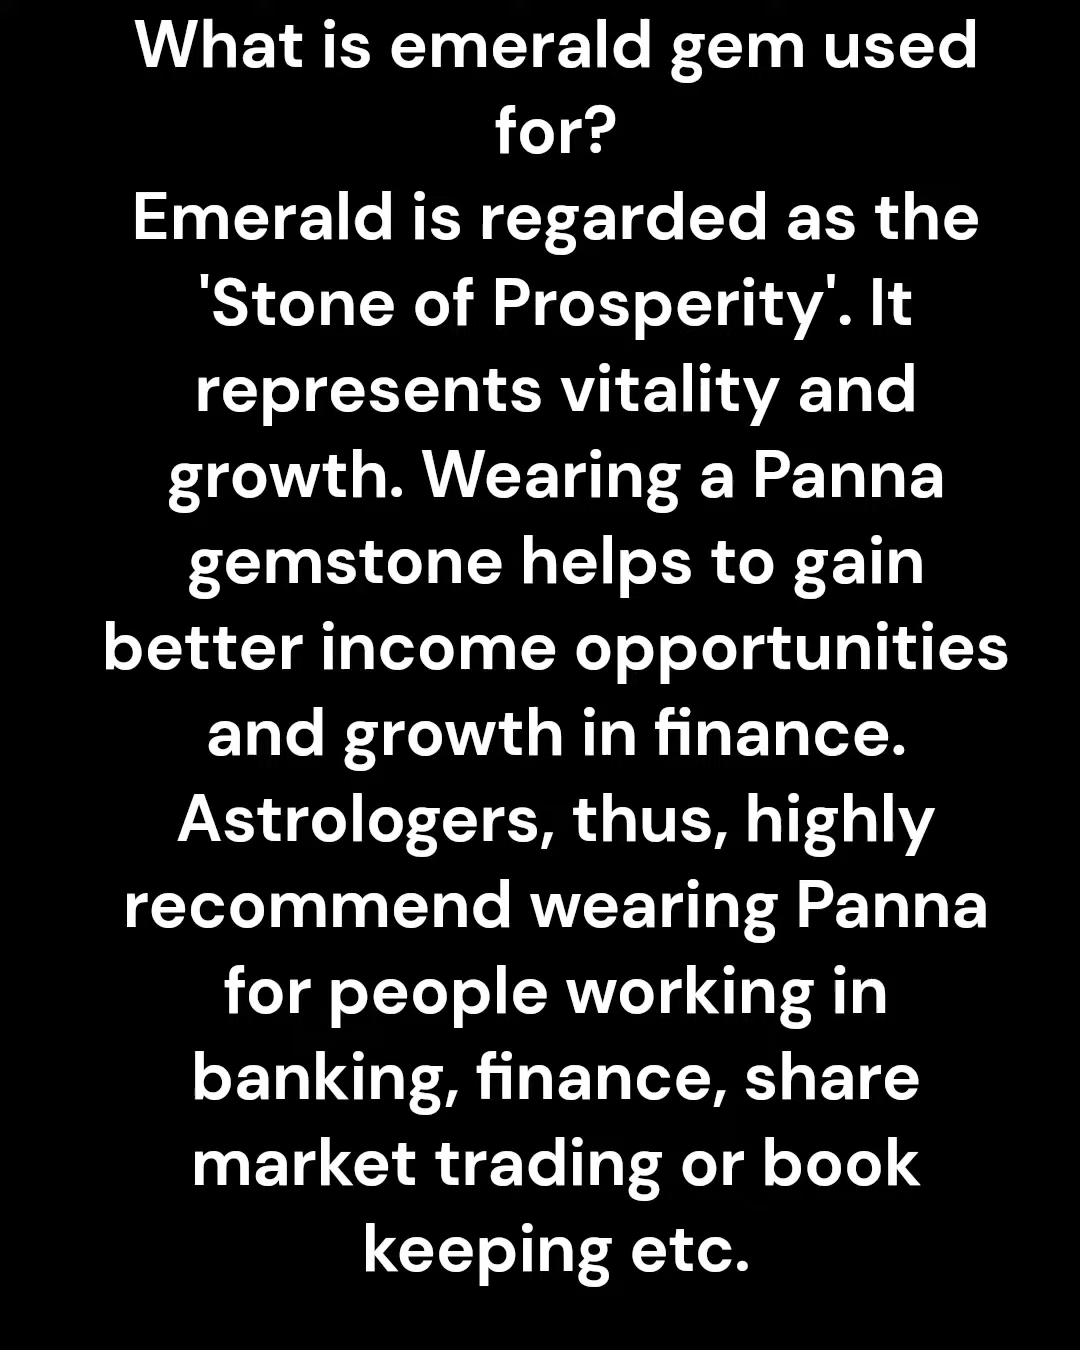 What is emerald gem used
for?
Emerald is regarded as the
'Stone of Prosperity'. It
represents vitality and
growth. Wearing a Panna
gemstone helps to gain
better income opportunities
and growth in finance.
Astrologers, thus, highly
recommend wearing Panna
for people working in
banking, finance, share
market trading or book
keeping etc.